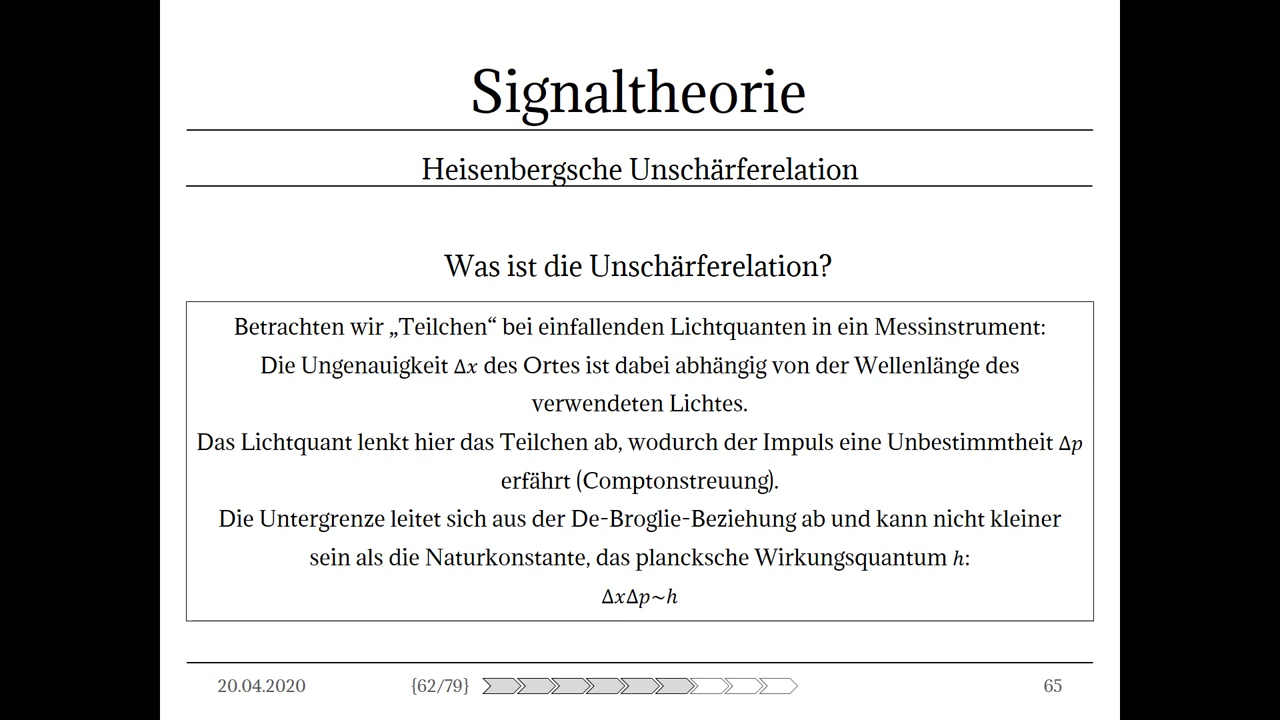 Signaltheorie
Heisenbergsche Unschärferelation
Was ist die Unschärferelation?
Betrachten wir „Teilchen“ bei einfallenden Lichtquanten in ein Messinstrument:
Die Ungenauigkeit Δx des Ortes ist dabei abhängig von der Wellenlänge des
verwendeten Lichtes.
Das Lichtquant lenkt hier das Teilchen ab, wodurch der Impuls eine Unbestimmtheit Δp
erfährt (Comptonstreuung).
Die Untergrenze leitet sich aus der De-Broglie-Beziehung ab und kann nicht kleiner
sein als die Naturkonstante, das plancksche Wirkungsquantum h:
ΔxΔp~h
20.04.2020 {62/79} 65